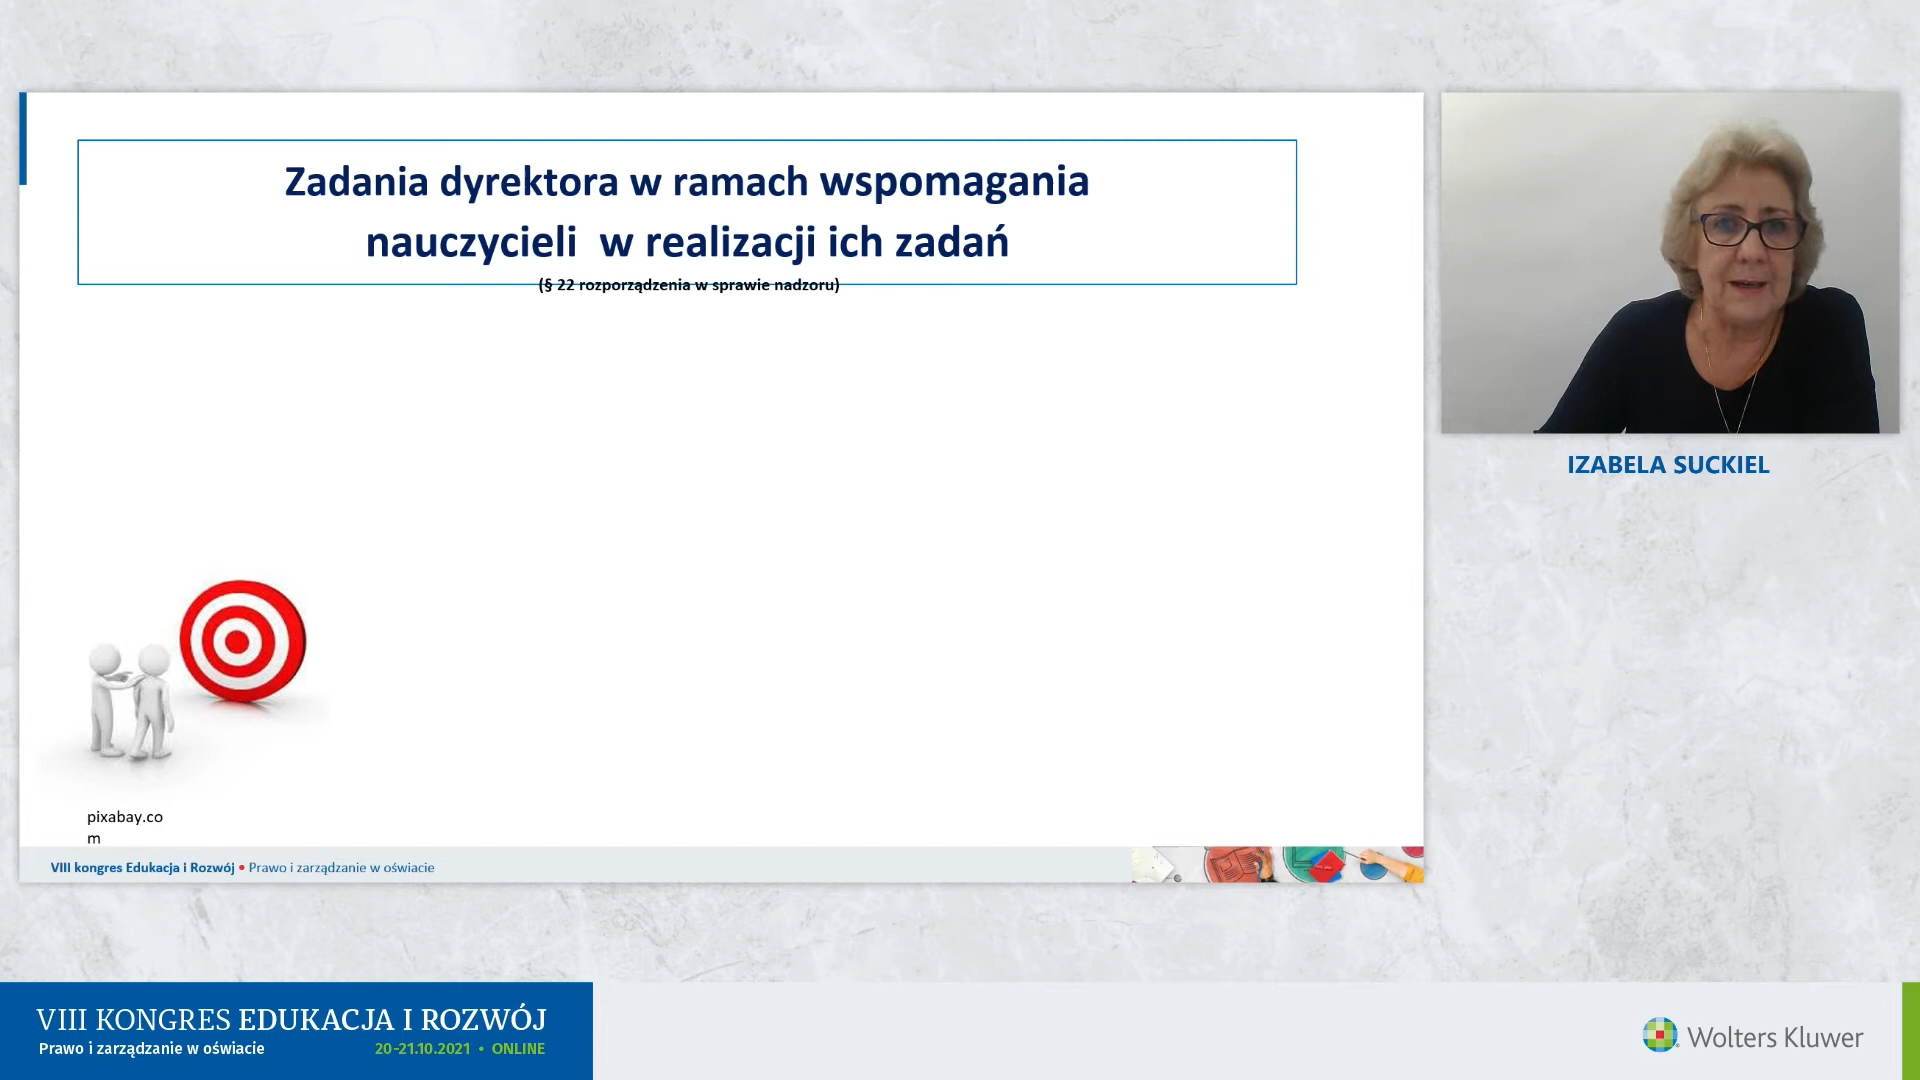 Zadania dyrektora w ramach wspomagania
nauczycieli w realizacji ich zadań
(§ 22 rozporządzenia w sprawie nadzoru)
IZABELA SUCKIEL
pixabay.co
m
VIII kongres Edukacja i Rozwój • Prawo i zarządzanie w oświacie
VIII KONGRES EDUKACJA I ROZWÓJ
Prawo i zarządzanie w oświacie 20-21.10.2021 • ONLINE
Wolters Kluwer